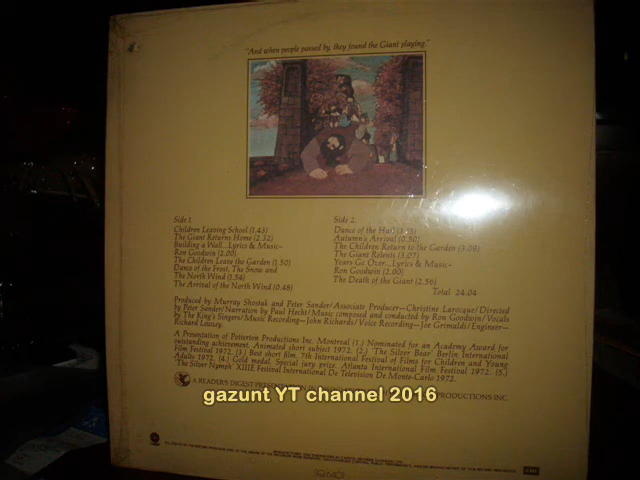 "And when people passed by, they found the Giant playing."
Side 1.
Children Leaving School (1.43)
The Giant Returns Home (2.32)
Building a Wall...Lyrics & Music–
Ron Goodwin (2.00)
The Children Leave the Garden (1.50)
Dance of the Frost, The Snow and
The North Wind (1.54)
The Arrival of the North Wind (0.48)
Side 2.
Dance of the Hail
Autumn's Arrival (0.50)
The Children Return to the Garden (3.09)
The Giant Relents (3.07)
Years Go Over...Lyrics & Music–
Ron Goodwin (2.00)
The Death of the Giant (2.56)
Total 24.04
Produced by Murray Shostak and Peter Sander/Associate Producer—Christine Larocque/Directed
by Peter Sander/Narration by Paul Hecht/Music composed and conducted by Ron Goodwin/Vocals
by The King's Singers/Music Recording—John Richards/Voice Recording—Joe Grimaldi/Engineer—
Richard Lousey.
A Presentation of Potterton Productions Inc. Montreal (1.) Nominated for an Academy Award for
outstanding achievement. Animated short subject 1972. (2.) 'The Silver Bear' Berlin International
Film Festival 1972. (3.) Best short film. 7th International Festival of Films for Children and Young
Adults 1972. (4.) Gold medal. Special jury prize. Atlanta International Film Festival 1972. (5.)
'The Silver Nymph' XIIIE Festival International De Television De Monte-Carlo 1972.
A READER'S DIGEST PRESENTATION IN PRODUCTIONS INC.
gazunt YT channel 2016
EMI